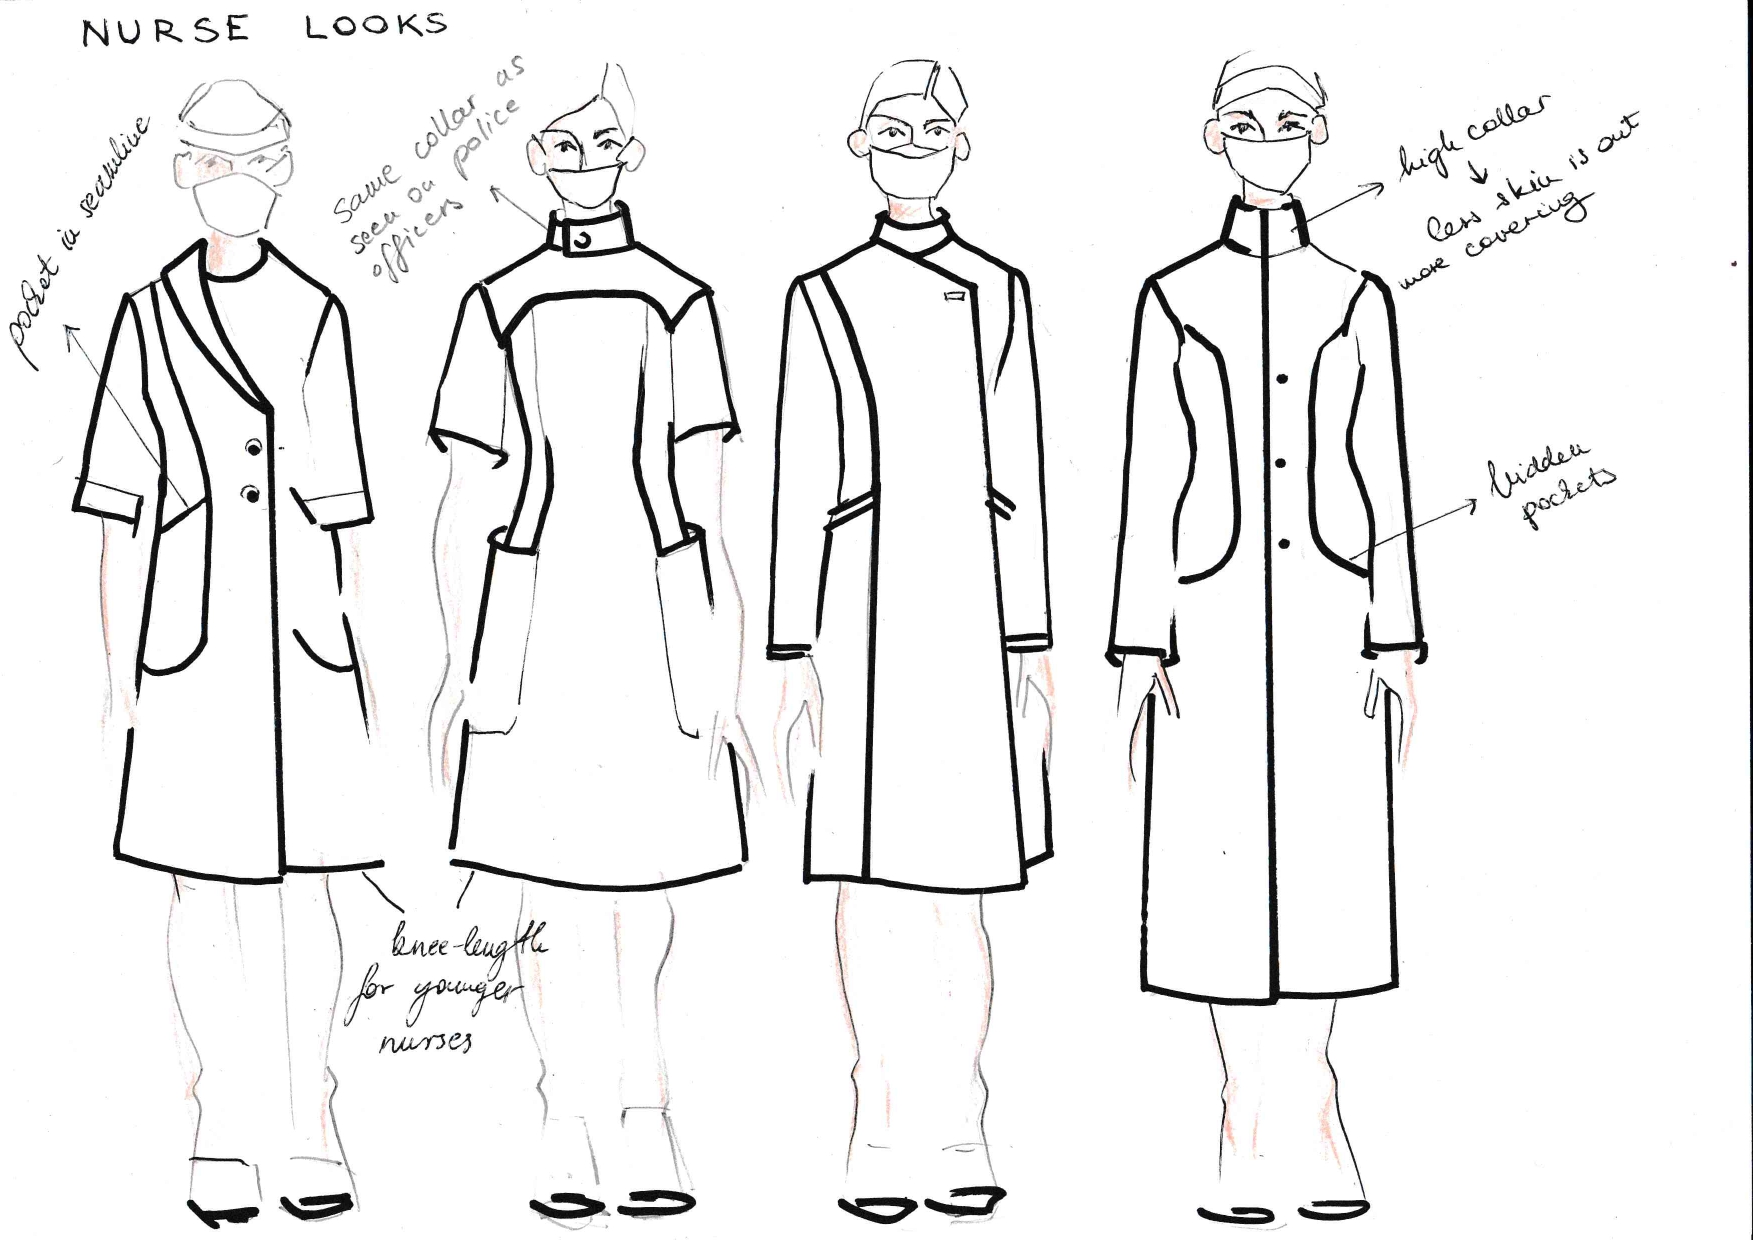 NURSE LOOKS
pocket in seamline
same collar as
seen on police
officers
high collar
less skin is out
more covering
hidden
pockets
knee-length
for younger
nurses